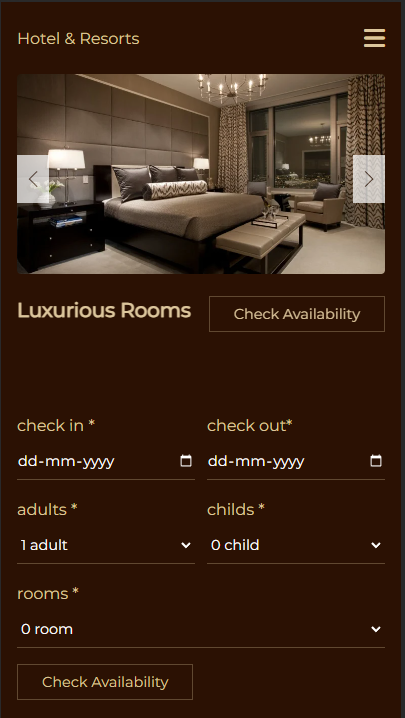 Hotel & Resorts
Luxurious Rooms
Check Availability
check in *
check out*
dd-mm-yyyy
dd-mm-yyyy
adults *
childs *
1 adult
0 child
rooms *
0 room
Check Availability